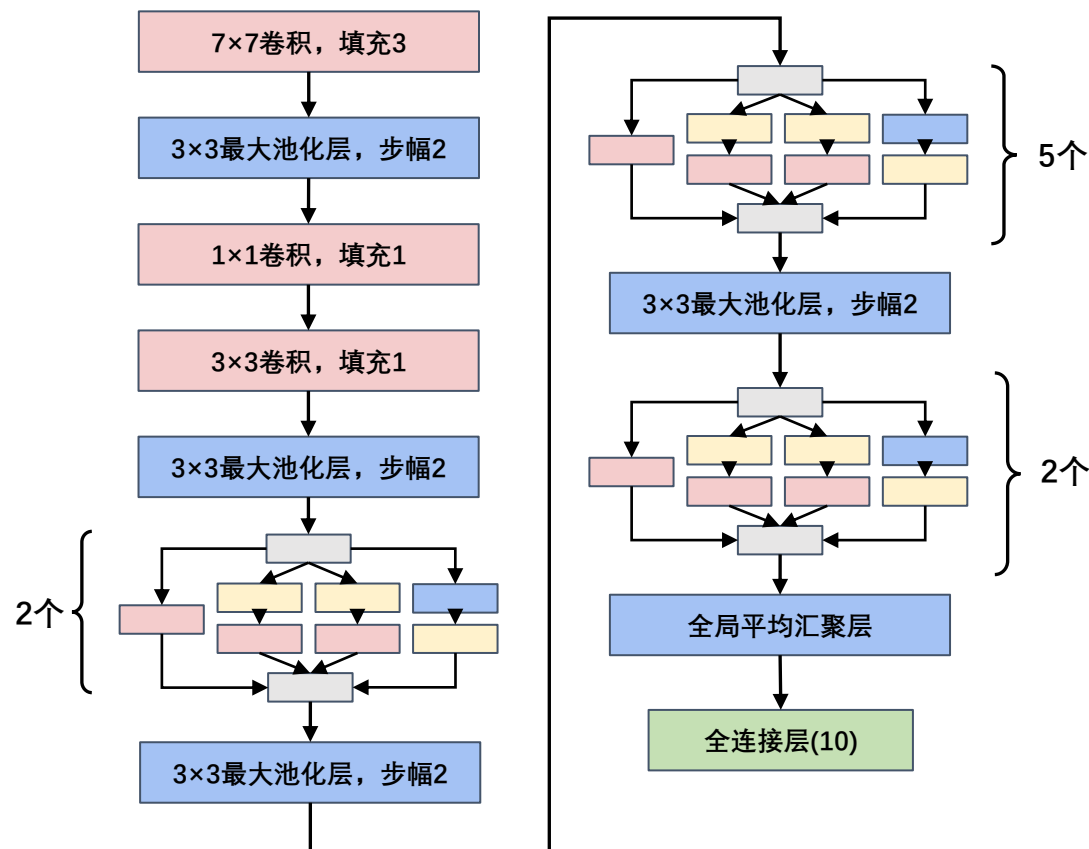 7×7卷积，填充3
3×3最大池化层，步幅2
1×1卷积，填充1
3×3卷积，填充1
3×3最大池化层，步幅2
2个
3×3最大池化层，步幅2
5个
3×3最大池化层，步幅2
2个
全局平均汇聚层
全连接层(10)